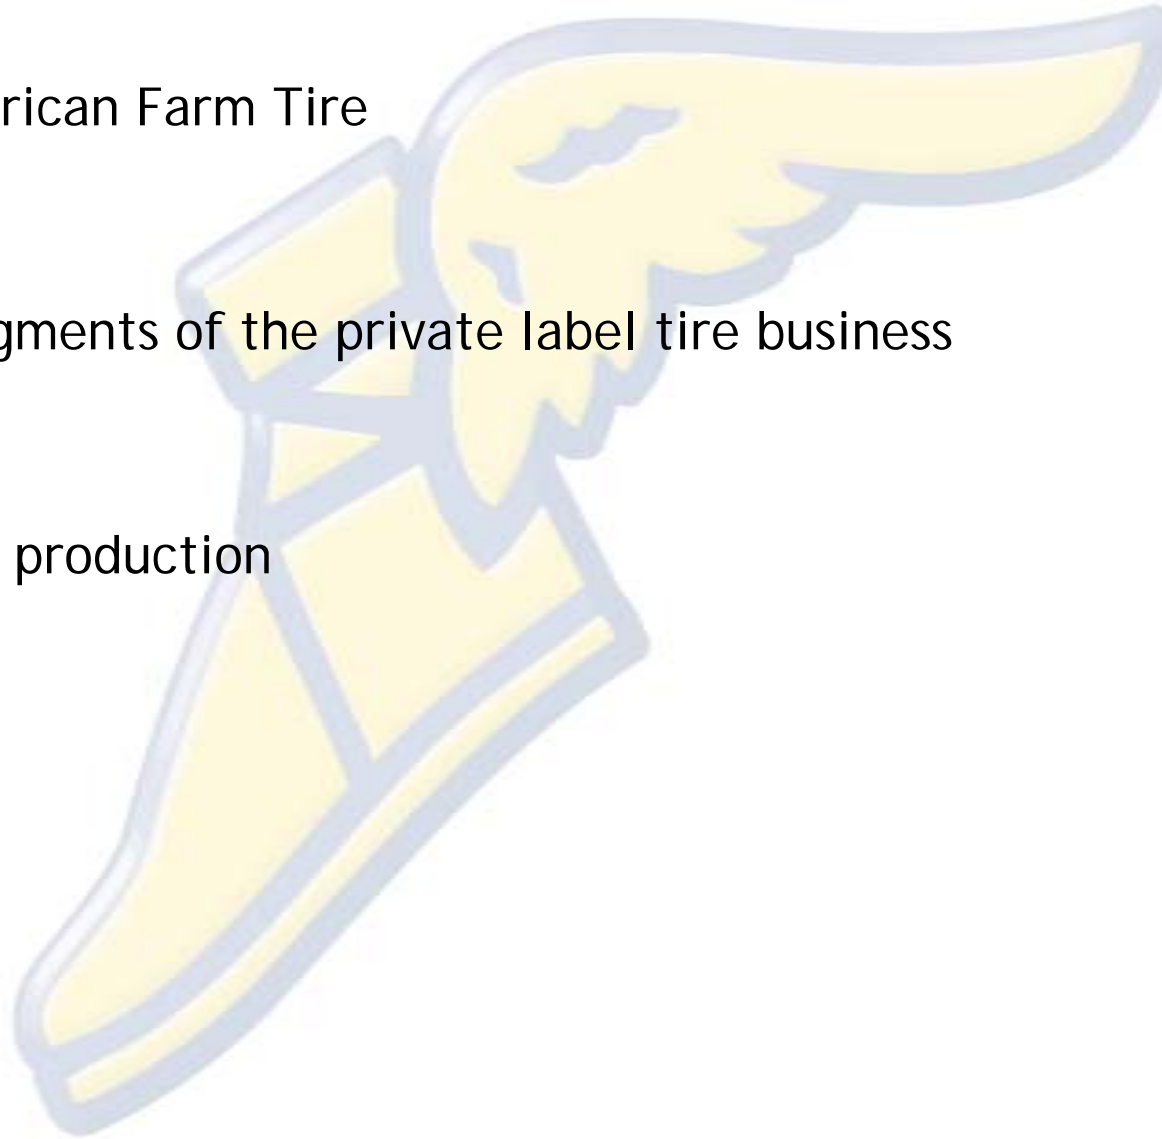 rican Farm Tire
gments of the private label tire business
production